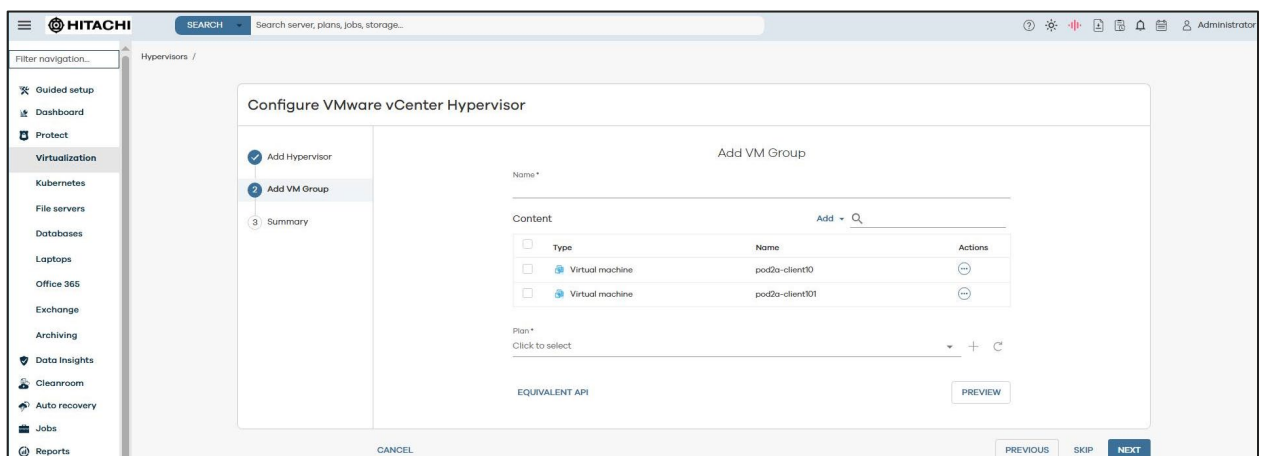 HITACHI
SEARCH
Search server, plans, jobs, storage...
Administrator
Filter navigation...
Hypervisors /
Guided setup
Dashboard
Protect
Virtualization
Kubernetes
File servers
Databases
Laptops
Office 365
Exchange
Archiving
Data Insights
Cleanroom
Auto recovery
Jobs
Reports
Configure VMware vCenter Hypervisor
Add Hypervisor
2 Add VM Group
3 Summary
Add VM Group
Name*
Content Add
Type Name Actions
Virtual machine pod2a-client10
Virtual machine pod2a-client101
Plan*
Click to select
EQUIVALENT API PREVIEW
CANCEL PREVIOUS SKIP NEXT